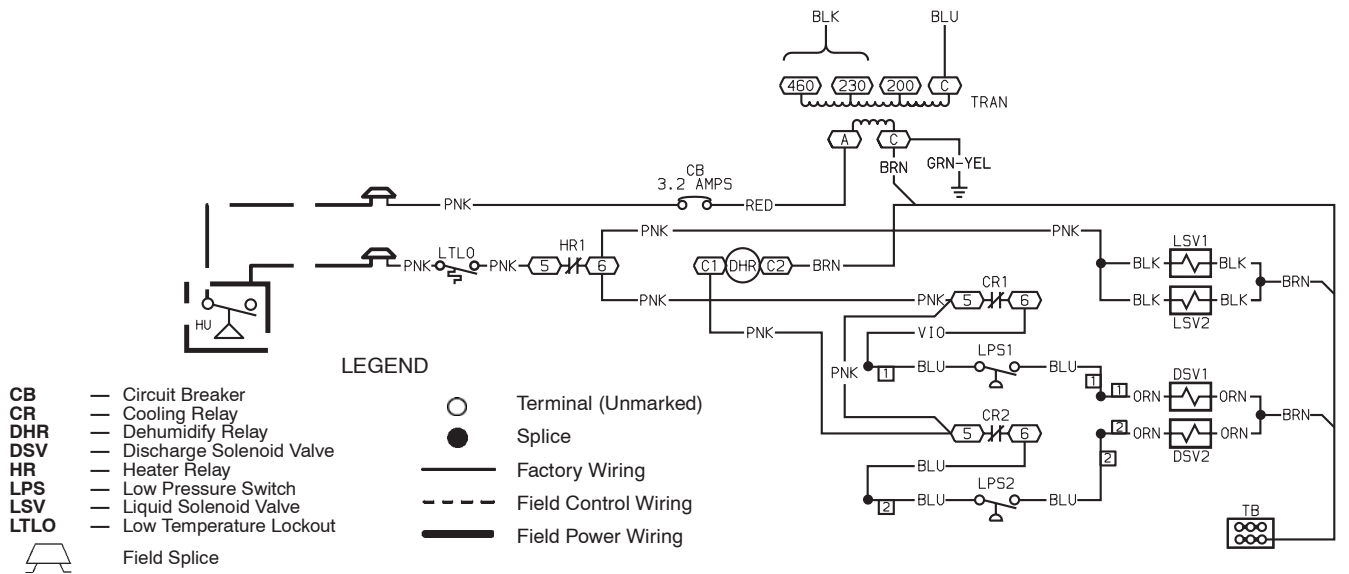 BLK BLU
460 230 200 C
TRAN
A C
BRN GRN-YEL
CB
3.2 AMPS
PNK RED
PNK PNK
LTLO HR1 LSV1
PNK PNK 5 6 C1 DHR C2 BRN BLK BLK
CR1 BRN
PNK PNK 5 6 BLK BLK
HU PNK VIO LSV2
LPS1
PNK 1 BLU BLU DSV1
1 1 ORN ORN
CR2 BRN
5 6 2 ORN ORN
DSV2
BLU 2
LPS2
2 BLU BLU
TB
LEGEND
CB — Circuit Breaker
CR — Cooling Relay
DHR — Dehumidify Relay
DSV — Discharge Solenoid Valve
HR — Heater Relay
LPS — Low Pressure Switch
LSV — Liquid Solenoid Valve
LTLO — Low Temperature Lockout
Field Splice
Terminal (Unmarked)
Splice
Factory Wiring
Field Control Wiring
Field Power Wiring